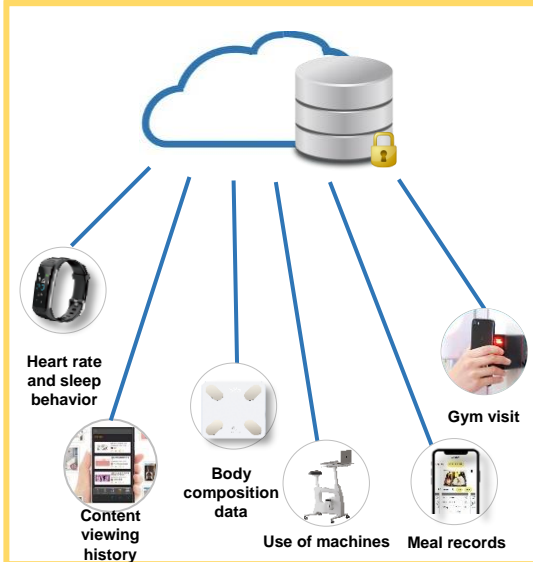 Heart rate
and sleep
behavior
Gym visit
Body
composition
data
Content
viewing
history
Use of machines
Meal records